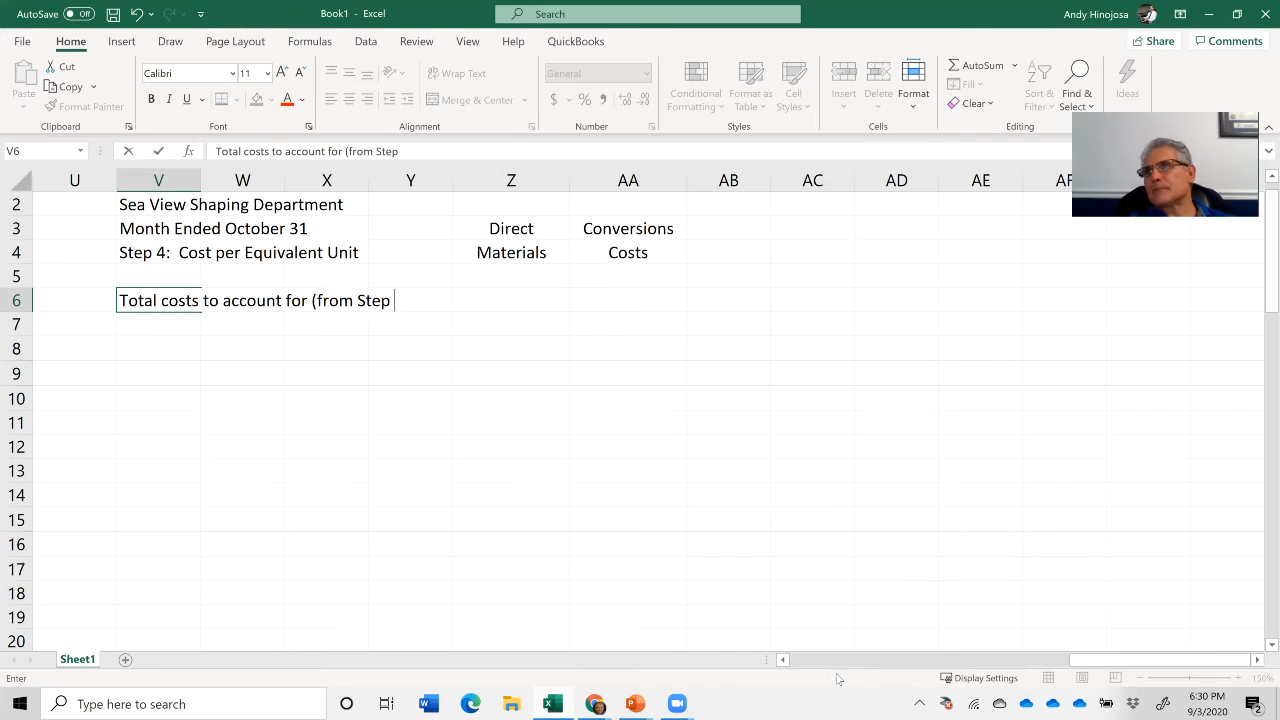 AutoSave Off Book1 - Excel Search Andy Hinojosa
File Home Insert Draw Page Layout Formulas Data Review View Help QuickBooks Share Comments
Paste Cut Copy Format Painter
Calibri 11 A A B I U A
Wrap Text Merge & Center
General $ % ,
Conditional Formatting Format as Table Cell Styles
Insert Delete Format
AutoSum Fill Clear Sort & Filter Find & Select Ideas
Clipboard Font Alignment Number Styles Cells Editing
V6 fx Total costs to account for (from Step
U V W X Y Z AA AB AC AD AE AF
2 Sea View Shaping Department
3 Month Ended October 31 Direct Conversions
4 Step 4: Cost per Equivalent Unit Materials Costs
5
6 Total costs to account for (from Step
7
8
9
10
11
12
13
14
15
16
17
18
19
20
Sheet1
Enter Display Settings 150%
Type here to search 6:30 PM
9/3/2020 2